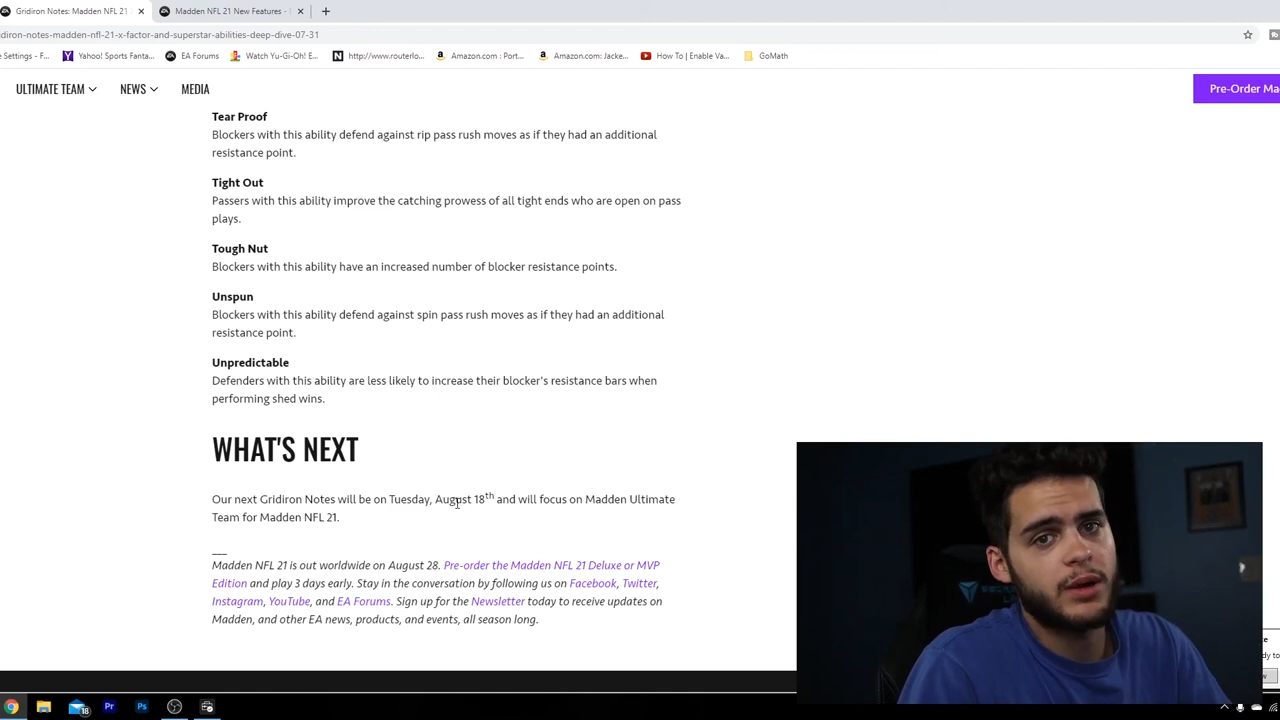 Gridiron Notes: Madden NFL 21
Madden NFL 21 New Features -
diron-notes-madden-nfl-21-x-factor-and-superstar-abilities-deep-dive-07-31
Settings - F...
Yahoo! Sports Fanta...
EA Forums
Watch Yu-Gi-Oh! E...
http://www.routerlo...
Amazon.com : Port...
Amazon.com: Jacke...
How To | Enable Va...
GoMath
ULTIMATE TEAM
NEWS
MEDIA
Pre-Order Ma
Tear Proof
Blockers with this ability defend against rip pass rush moves as if they had an additional
resistance point.
Tight Out
Passers with this ability improve the catching prowess of all tight ends who are open on pass
plays.
Tough Nut
Blockers with this ability have an increased number of blocker resistance points.
Unspun
Blockers with this ability defend against spin pass rush moves as if they had an additional
resistance point.
Unpredictable
Defenders with this ability are less likely to increase their blocker's resistance bars when
performing shed wins.
WHAT'S NEXT
Our next Gridiron Notes will be on Tuesday, August 18th and will focus on Madden Ultimate
Team for Madden NFL 21.
___
Madden NFL 21 is out worldwide on August 28. Pre-order the Madden NFL 21 Deluxe or MVP
Edition and play 3 days early. Stay in the conversation by following us on Facebook, Twitter,
Instagram, YouTube, and EA Forums. Sign up for the Newsletter today to receive updates on
Madden, and other EA news, products, and events, all season long.
18
Pr
Ps